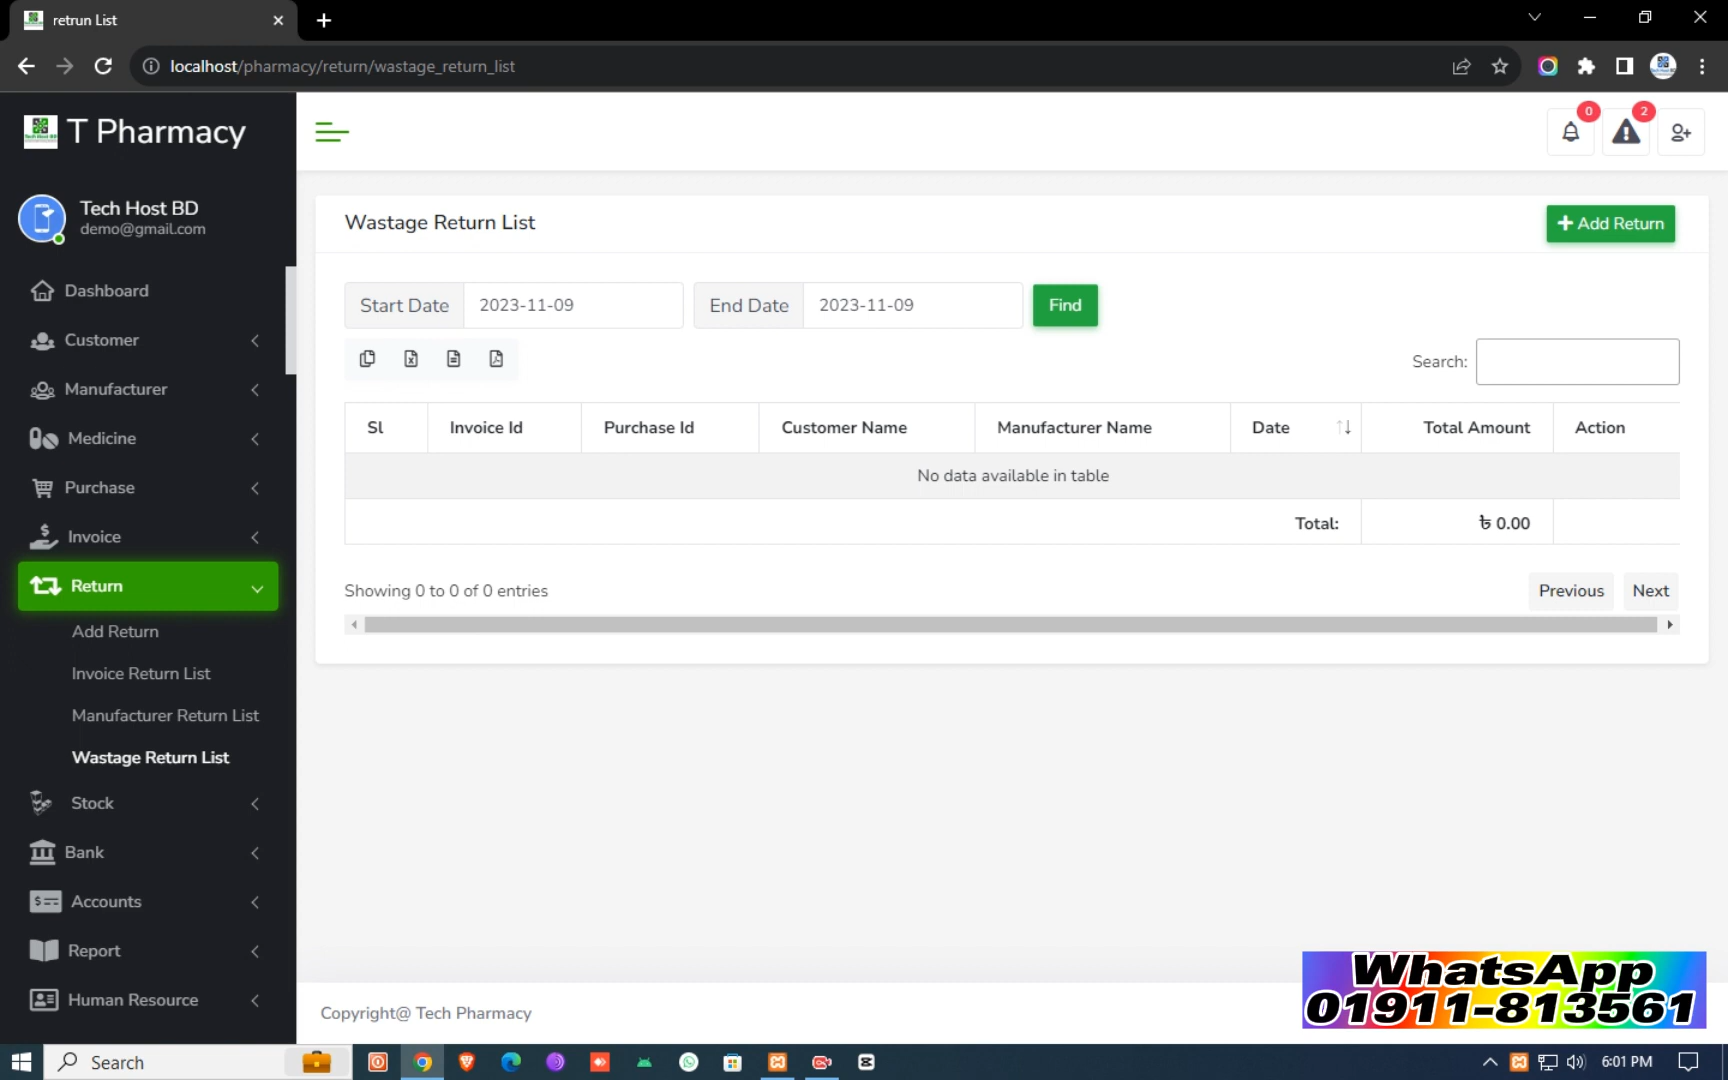 retrun List
localhost/pharmacy/return/wastage_return_list
T Pharmacy
0
2
Tech Host BD
demo@gmail.com
Wastage Return List
Add Return
Dashboard
Customer
Manufacturer
Medicine
Purchase
Invoice
Return
Add Return
Invoice Return List
Manufacturer Return List
Wastage Return List
Stock
Bank
Accounts
Report
Human Resource
Start Date 2023-11-09 End Date 2023-11-09 Find
Search:
Sl Invoice Id Purchase Id Customer Name Manufacturer Name Date Total Amount Action
No data available in table
Total: ৳ 0.00
Showing 0 to 0 of 0 entries
Previous Next
Copyright@ Tech Pharmacy
WhatsApp
01911-813561
Search
6:01 PM